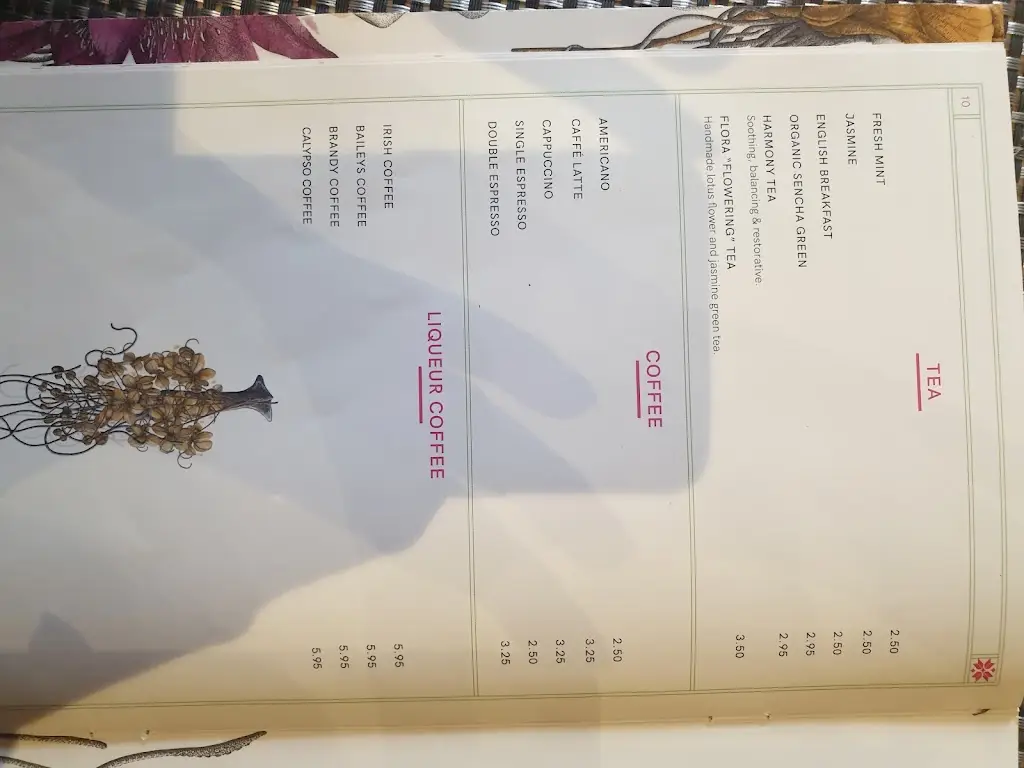 10
TEA
FRESH MINT 2.50
JASMINE 2.50
ENGLISH BREAKFAST 2.50
ORGANIC SENCHA GREEN 2.95
HARMONY TEA 2.95
Soothing, balancing & restorative.
FLORA "FLOWERING" TEA 3.50
Handmade lotus flower and jasmine green tea.
COFFEE
AMERICANO 2.50
CAFFÉ LATTE 3.25
CAPPUCCINO 3.25
SINGLE ESPRESSO 2.50
DOUBLE ESPRESSO 3.25
LIQUEUR COFFEE
IRISH COFFEE 5.95
BAILEYS COFFEE 5.95
BRANDY COFFEE 5.95
CALYPSO COFFEE 5.95